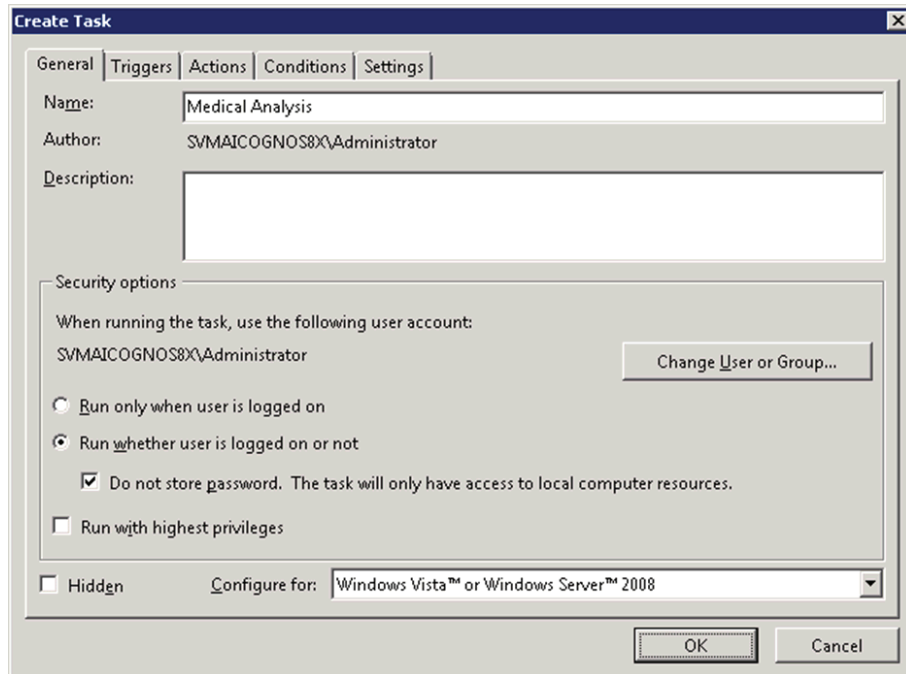 Create Task
General Triggers Actions Conditions Settings
Name: Medical Analysis
Author: SVMAICOGNOS8X\Administrator
Description:
Security options
When running the task, use the following user account:
SVMAICOGNOS8X\Administrator
Change User or Group...
Run only when user is logged on
Run whether user is logged on or not
Do not store password. The task will only have access to local computer resources.
Run with highest privileges
Hidden Configure for: Windows Vista™ or Windows Server™ 2008
OK Cancel